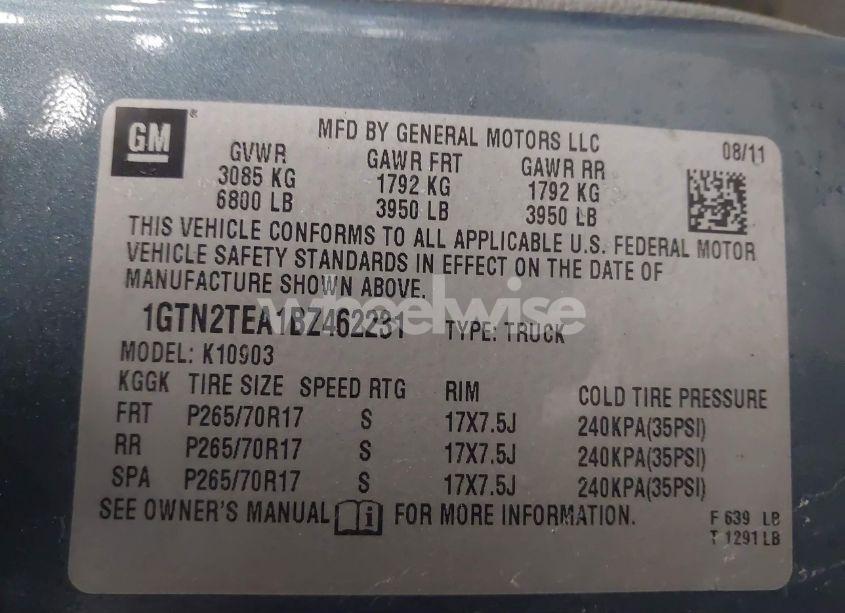 GM ®
MFD BY GENERAL MOTORS LLC 08/11
GVWR GAWR FRT GAWR RR
3085 KG 1792 KG 1792 KG
6800 LB 3950 LB 3950 LB
THIS VEHICLE CONFORMS TO ALL APPLICABLE U.S. FEDERAL MOTOR
VEHICLE SAFETY STANDARDS IN EFFECT ON THE DATE OF
MANUFACTURE SHOWN ABOVE.
wheelwise
1GTN2TEA1BZ462231 TYPE: TRUCK
MODEL: K10903
KGGK TIRE SIZE SPEED RTG RIM COLD TIRE PRESSURE
FRT P265/70R17 S 17X7.5J 240KPA(35PSI)
RR P265/70R17 S 17X7.5J 240KPA(35PSI)
SPA P265/70R17 S 17X7.5J 240KPA(35PSI)
SEE OWNER'S MANUAL i FOR MORE INFORMATION.
F 639 LB
T 1291 LB